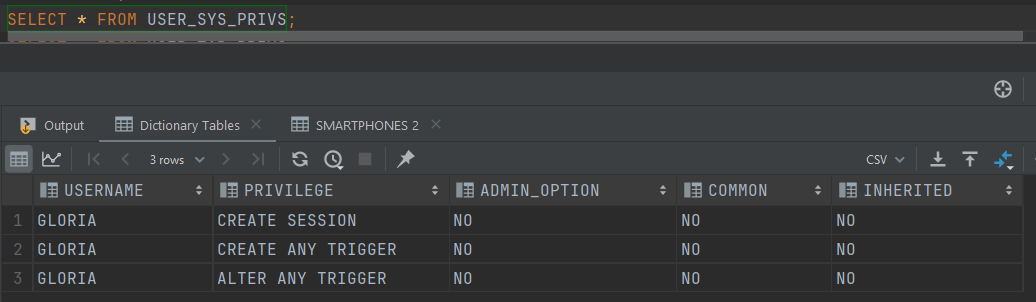 SELECT * FROM USER_SYS_PRIVS;
Output Dictionary Tables SMARTPHONES 2
3 rows CSV
USERNAME PRIVILEGE ADMIN_OPTION COMMON INHERITED
1 GLORIA CREATE SESSION NO NO NO
2 GLORIA CREATE ANY TRIGGER NO NO NO
3 GLORIA ALTER ANY TRIGGER NO NO NO